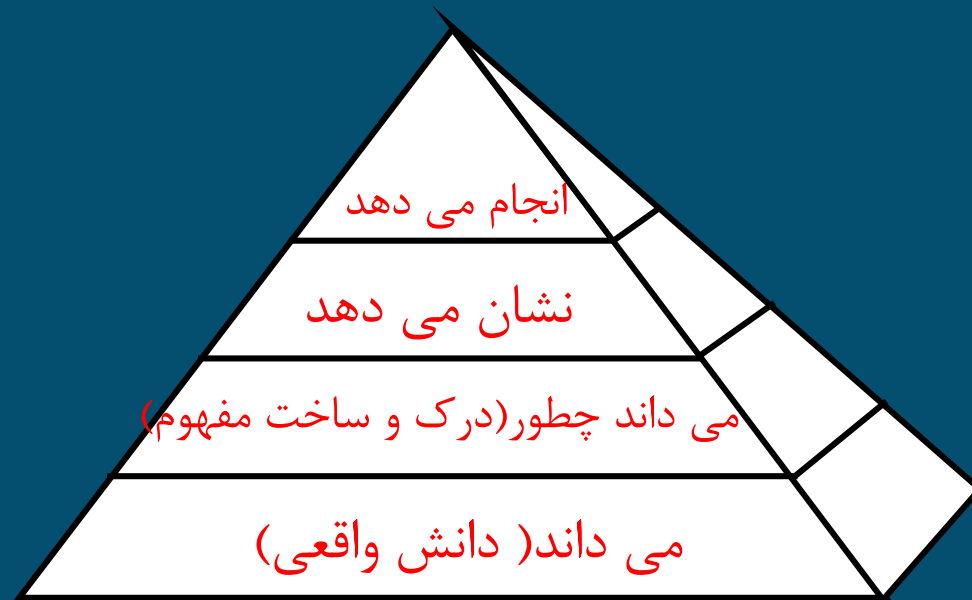 انجام می دهد
نشان می دهد
می داند چطور(درک و ساخت مفهوم)
می داند( دانش واقعی)